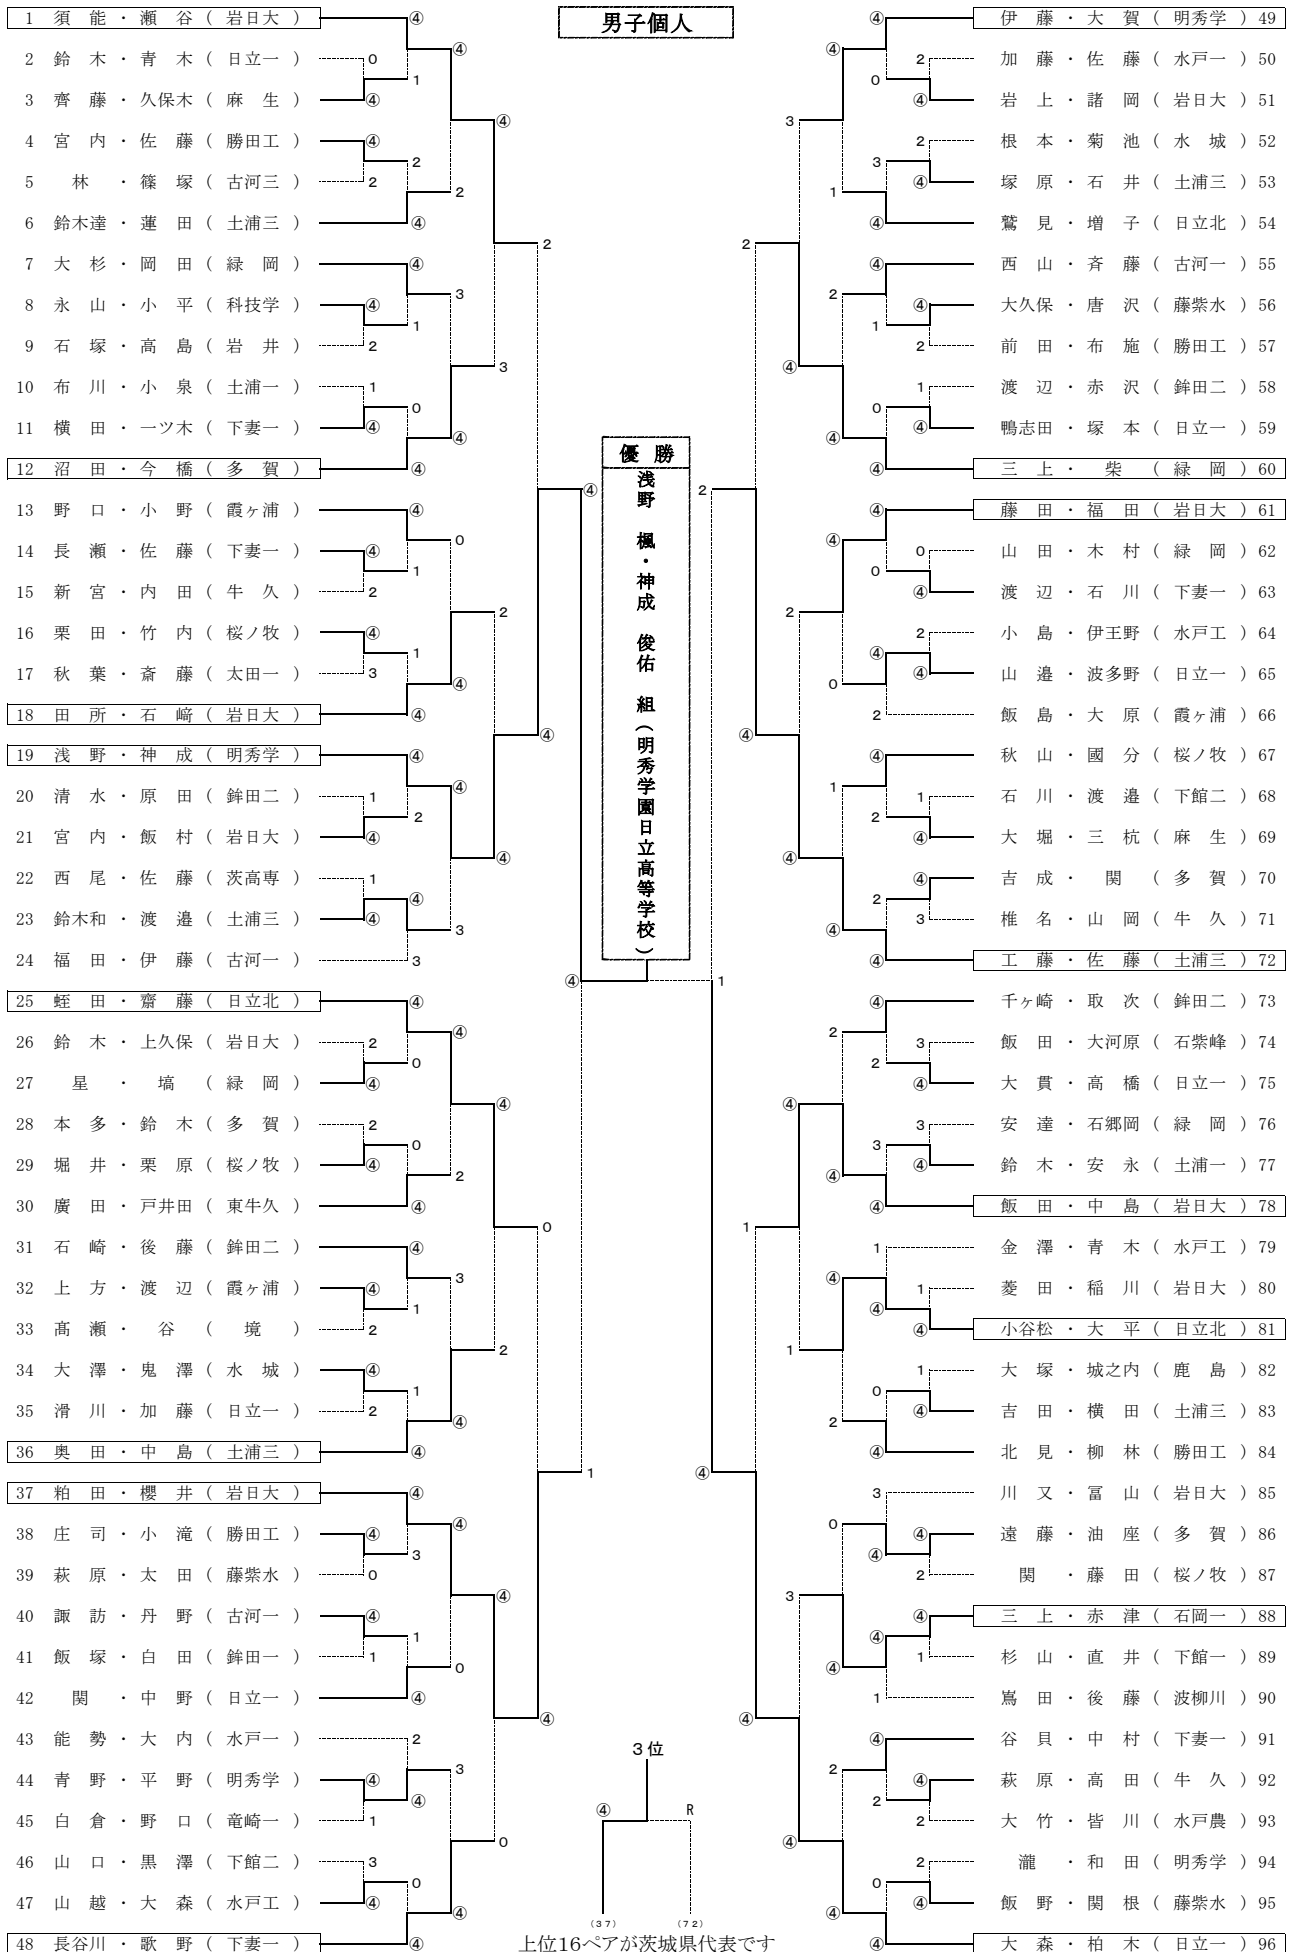 男子個人
1 須 能・瀬 谷 ( 岩日大 )
2 鈴 木・青 木 ( 日立一 )
3 齊 藤・久保木 ( 麻 生 )
4 宮 内・佐 藤 ( 勝田工 )
5 林 ・篠 塚 ( 古河三 )
6 鈴木達・蓮 田 ( 土浦三 )
7 大 杉・岡 田 ( 緑 岡 )
8 永 山・小 平 ( 科技学 )
9 石 塚・高 島 ( 岩 井 )
10 布 川・小 泉 ( 土浦一 )
11 横 田・一ツ木 ( 下妻一 )
12 沼 田・今 橋 ( 多 賀 )
13 野 口・小 野 ( 霞ヶ浦 )
14 長 瀬・佐 藤 ( 下妻一 )
15 新 宮・内 田 ( 牛 久 )
16 栗 田・竹 内 ( 桜ノ牧 )
17 秋 葉・斎 藤 ( 太田一 )
18 田 所・石 﨑 ( 岩日大 )
19 浅 野・神 成 ( 明秀学 )
20 清 水・原 田 ( 鉾田二 )
21 宮 内・飯 村 ( 岩日大 )
22 西 尾・佐 藤 ( 茨高専 )
23 鈴木和・渡 邉 ( 土浦三 )
24 福 田・伊 藤 ( 古河一 )
25 蛭 田・齋 藤 ( 日立北 )
26 鈴 木・上久保 ( 岩日大 )
27 星 ・ 塙 ( 緑 岡 )
28 本 多・鈴 木 ( 多 賀 )
29 堀 井・栗 原 ( 桜ノ牧 )
30 廣 田・戸井田 ( 東牛久 )
31 石 崎・後 藤 ( 鉾田二 )
32 上 方・渡 辺 ( 霞ヶ浦 )
33 髙 瀬・ 谷 ( 境 )
34 大 澤・鬼 澤 ( 水 城 )
35 滑 川・加 藤 ( 日立一 )
36 奥 田・中 島 ( 土浦三 )
37 粕 田・櫻 井 ( 岩日大 )
38 庄 司・小 滝 ( 勝田工 )
39 萩 原・太 田 ( 藤紫水 )
40 諏 訪・丹 野 ( 古河一 )
41 飯 塚・白 田 ( 鉾田一 )
42 関 ・中 野 ( 日立一 )
43 能 勢・大 内 ( 水戸一 )
44 青 野・平 野 ( 明秀学 )
45 白 倉・野 口 ( 竜崎一 )
46 山 口・黒 澤 ( 下館二 )
47 山 越・大 森 ( 水戸工 )
48 長谷川・歌 野 ( 下妻一 )
優 勝
浅野 楓・神成 俊佑 組(明秀学園日立高等学校)
3位
④ R
(37) (72)
上位16ペアが茨城県代表です
伊 藤・大 賀 ( 明秀学 ) 49
加 藤・佐 藤 ( 水戸一 ) 50
岩 上・諸 岡 ( 岩日大 ) 51
根 本・菊 池 ( 水 城 ) 52
塚 原・石 井 ( 土浦三 ) 53
鷲 見・増 子 ( 日立北 ) 54
西 山・斉 藤 ( 古河一 ) 55
大久保・唐 沢 ( 藤紫水 ) 56
前 田・布 施 ( 勝田工 ) 57
渡 辺・赤 沢 ( 鉾田二 ) 58
鴨志田・塚 本 ( 日立一 ) 59
三 上・ 柴 ( 緑 岡 ) 60
藤 田・福 田 ( 岩日大 ) 61
山 田・木 村 ( 緑 岡 ) 62
渡 辺・石 川 ( 下妻一 ) 63
小 島・伊王野 ( 水戸工 ) 64
山 邉・波多野 ( 日立一 ) 65
飯 島・大 原 ( 霞ヶ浦 ) 66
秋 山・國 分 ( 桜ノ牧 ) 67
石 川・渡 邉 ( 下館二 ) 68
大 堀・三 杭 ( 麻 生 ) 69
吉 成・ 関 ( 多 賀 ) 70
椎 名・山 岡 ( 牛 久 ) 71
工 藤・佐 藤 ( 土浦三 ) 72
千ヶ崎・取 次 ( 鉾田二 ) 73
飯 田・大河原 ( 石紫峰 ) 74
大 貫・高 橋 ( 日立一 ) 75
安 達・石郷岡 ( 緑 岡 ) 76
鈴 木・安 永 ( 土浦一 ) 77
飯 田・中 島 ( 岩日大 ) 78
金 澤・青 木 ( 水戸工 ) 79
菱 田・稲 川 ( 岩日大 ) 80
小谷松・大 平 ( 日立北 ) 81
大 塚・城之内 ( 鹿 島 ) 82
吉 田・横 田 ( 土浦三 ) 83
北 見・柳 林 ( 勝田工 ) 84
川 又・冨 山 ( 岩日大 ) 85
遠 藤・油 座 ( 多 賀 ) 86
関 ・藤 田 ( 桜ノ牧 ) 87
三 上・赤 津 ( 石岡一 ) 88
杉 山・直 井 ( 下館一 ) 89
嶌 田・後 藤 ( 波柳川 ) 90
谷 貝・中 村 ( 下妻一 ) 91
萩 原・高 田 ( 牛 久 ) 92
大 竹・皆 川 ( 水戸農 ) 93
瀧 ・和 田 ( 明秀学 ) 94
飯 野・関 根 ( 藤紫水 ) 95
大 森・柏 木 ( 日立一 ) 96